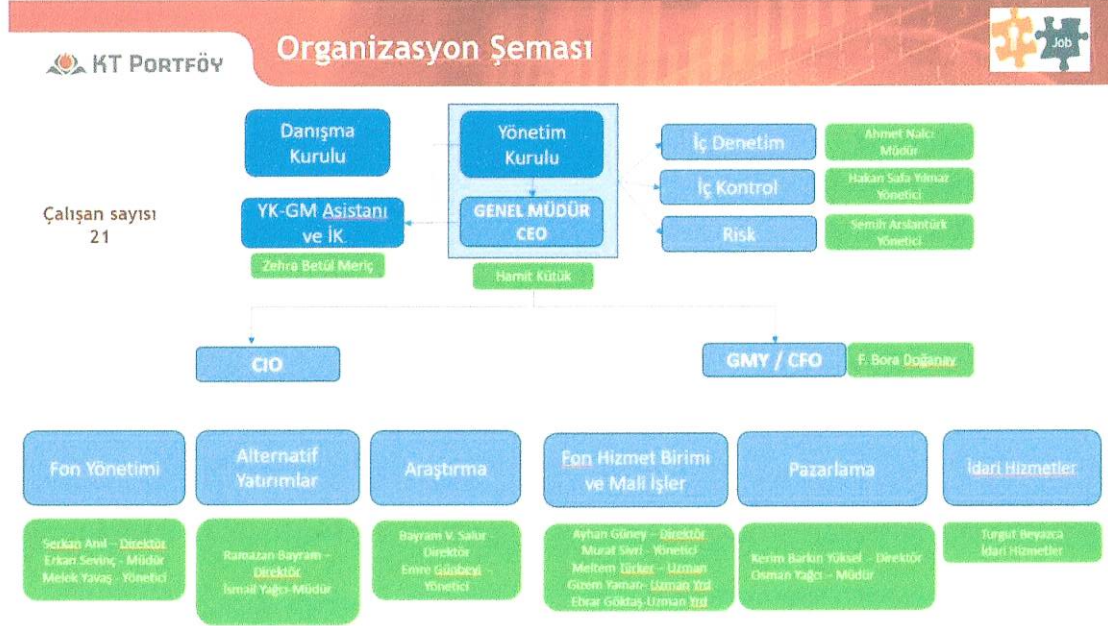 KT PORTFÖY
Organizasyon Şeması
Job
Danışma
Kurulu
Yönetim
Kurulu
İç Denetim
Ahmet Nalcı
Müdür
İç Kontrol
Hakan Safa Yılmaz
Yönetici
Çalışan sayısı
21
YK-GM Asistanı
ve İK
GENEL MÜDÜR
CEO
Risk
Semih Arslantürk
Yönetici
Zehra Betül Meriç
Hamit Kütük
CIO
GMY / CFO
F. Bora Doğanay
Fon Yönetimi
Alternatif
Yatırımlar
Araştırma
Fon Hizmet Birimi
ve Mali İşler
Pazarlama
İdari Hizmetler
Serkan Anıl – Direktör
Erkan Sevinç - Müdür
Melek Yavaş - Yönetici
Ramazan Bayram –
Direktör
İsmail Yağcı-Müdür
Bayram V. Salur -
Direktör
Emre Günbeyi –
Yönetici
Ayhan Güney – Direktör
Murat Sivri - Yönetici
Meltem Türker – Uzman
Gizem Yaman- Uzman Yrd
Ebrar Göktaş-Uzman Yrd
Kerim Barkın Yüksel – Direktör
Osman Yağcı – Müdür
Turgut Beyazca
İdari Hizmetler